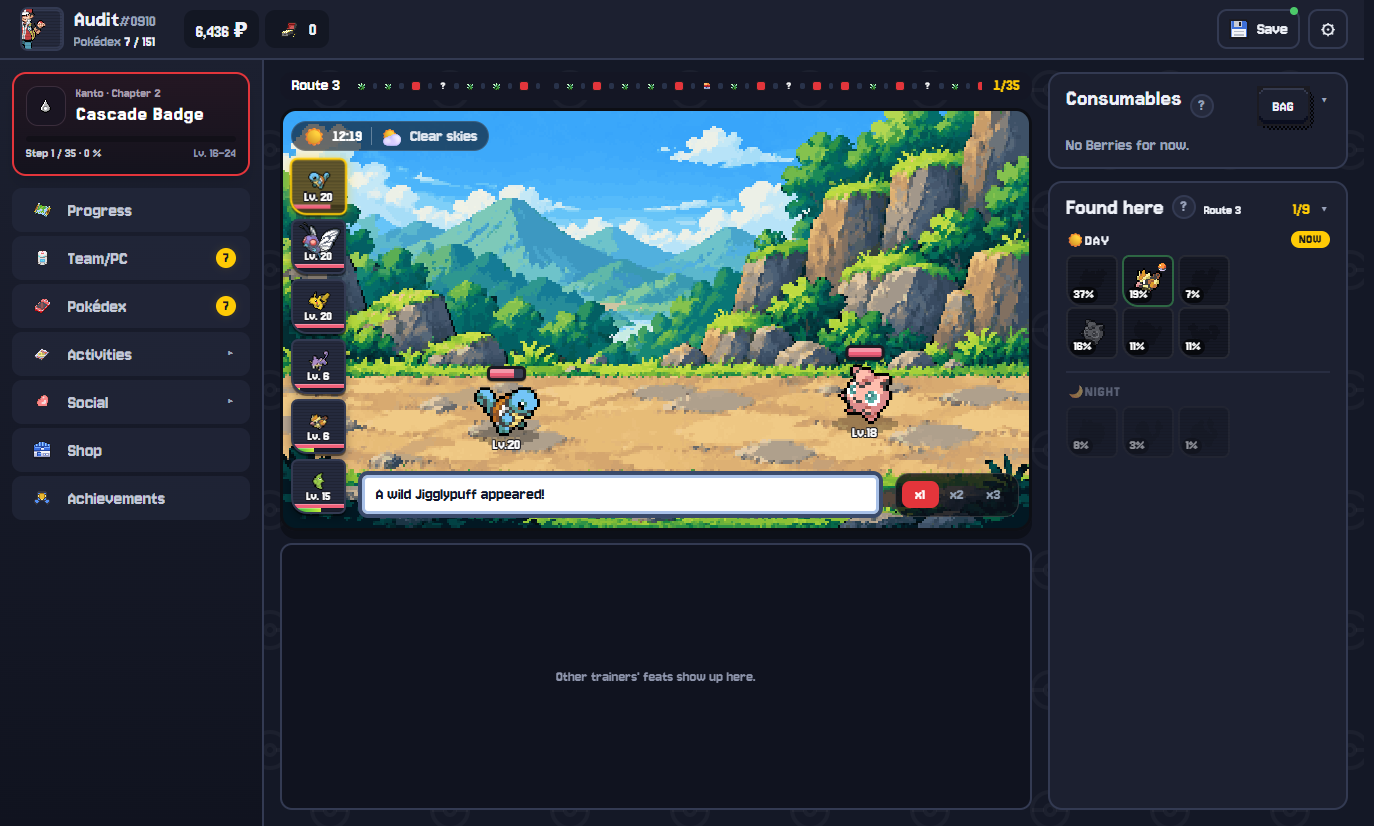 Audit#0910
Pokédex 7 / 151
6,436 ₽
0
Save
Kanto · Chapter 2
Cascade Badge
Step 1 / 35 · 0 %
Lv. 16–24
Progress
Team/PC
7
Pokédex
7
Activities
Social
Shop
Achievements
Route 3
?
?
?
1/35
12:19
Clear skies
Lv. 20
Lv. 20
Lv. 20
Lv. 6
Lv. 6
Lv. 15
Lv.20
Lv.18
A wild Jigglypuff appeared!
x1
x2
x3
Other trainers' feats show up here.
Consumables
?
BAG
No Berries for now.
Found here
?
Route 3
1/9
DAY
NOW
37%
19%
7%
16%
11%
11%
NIGHT
8%
3%
1%